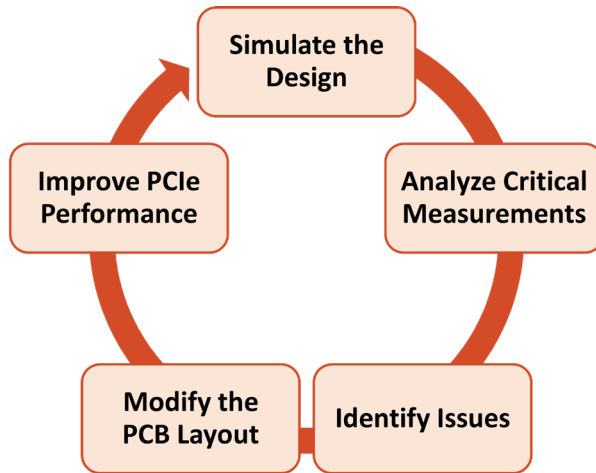 Simulate the
Design
Analyze Critical
Measurements
Identify Issues
Modify the
PCB Layout
Improve PCIe
Performance